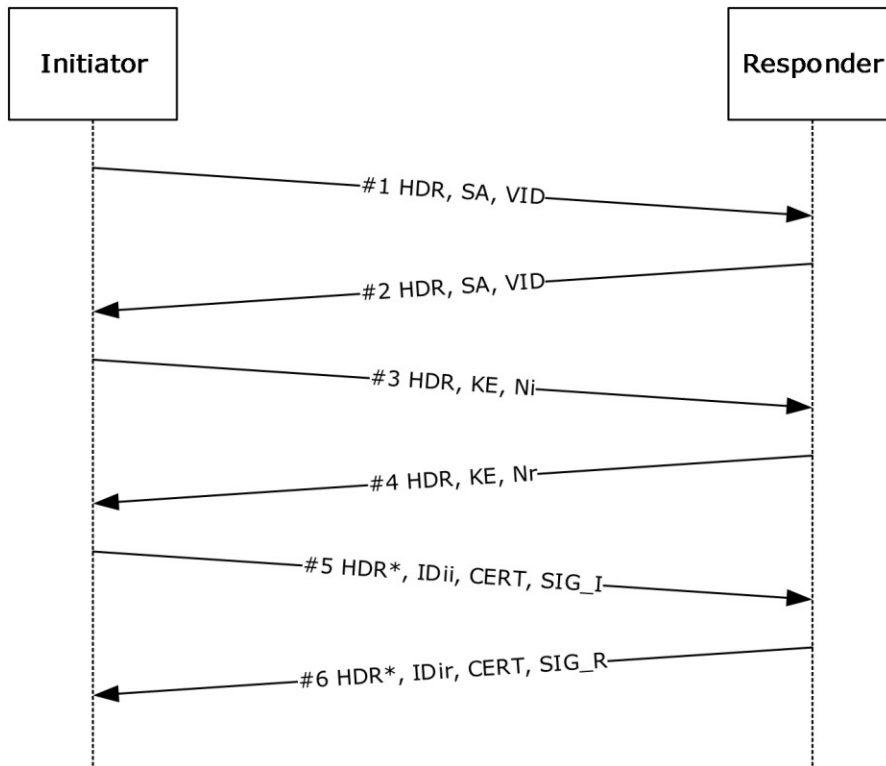 Initiator
Responder
#1 HDR, SA, VID
#2 HDR, SA, VID
#3 HDR, KE, Ni
#4 HDR, KE, Nr
#5 HDR*, IDii, CERT, SIG_I
#6 HDR*, IDir, CERT, SIG_R